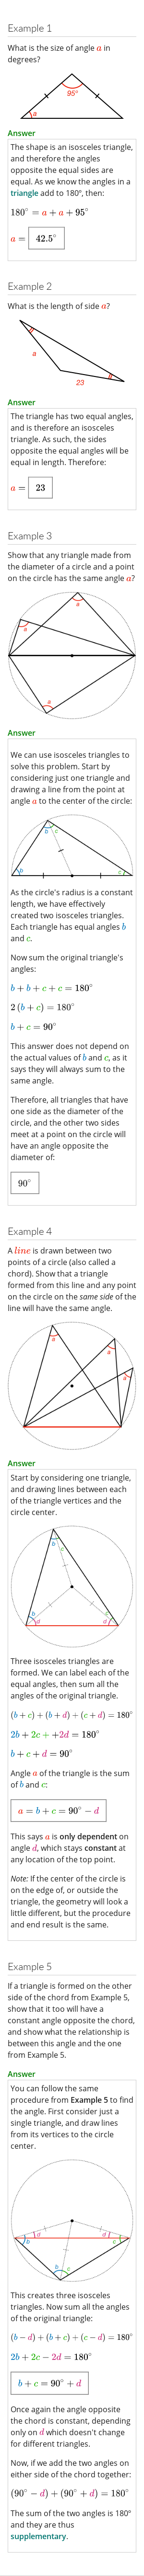 Example 1
What is the size of angle a in
degrees?
95°
a
Answer
The shape is an isosceles triangle,
and therefore the angles
opposite the equal sides are
equal. As we know the angles in a
triangle add to 180°, then:
180° = a + a + 95°
a = 42.5°
Example 2
What is the length of side a?
a
23
Answer
The triangle has two equal angles,
and is therefore an isosceles
triangle. As such, the sides
opposite the equal angles will be
equal in length. Therefore:
a = 23
Example 3
Show that any triangle made from
the diameter of a circle and a point
on the circle has the same angle a?
a
a
a
Answer
We can use isosceles triangles to
solve this problem. Start by
considering just one triangle and
drawing a line from the point at
angle a to the center of the circle:
b c
b c
As the circle's radius is a constant
length, we have effectively
created two isosceles triangles.
Each triangle has equal angles b
and c.
Now sum the original triangle's
angles:
b + b + c + c = 180°
2 (b + c) = 180°
b + c = 90°
This answer does not depend on
the actual values of b and c, as it
says they will always sum to the
same angle.
Therefore, all triangles that have
one side as the diameter of the
circle, and the other two sides
meet at a point on the circle will
have an angle opposite the
diameter of:
90°
Example 4
A line is drawn between two
points of a circle (also called a
chord). Show that a triangle
formed from this line and any point
on the circle on the same side of the
line will have the same angle.
a
a
a
Answer
Start by considering one triangle,
and drawing lines between each
of the triangle vertices and the
circle center.
b c
b c
d d
Three isosceles triangles are
formed. We can label each of the
equal angles, then sum all the
angles of the original triangle.
(b + c) + (b + d) + (c + d) = 180°
2b + 2c + +2d = 180°
b + c + d = 90°
Angle a of the triangle is the sum
of b and c:
a = b + c = 90° − d
This says a is only dependent on
angle d, which stays constant at
any location of the top point.
Note: If the center of the circle is
on the edge of, or outside the
triangle, the geometry will look a
little different, but the procedure
and end result is the same.
Example 5
If a triangle is formed on the other
side of the chord from Example 5,
show that it too will have a
constant angle opposite the chord,
and show what the relationship is
between this angle and the one
from Example 5.
Answer
You can follow the same
procedure from Example 5 to find
the angle. First consider just a
single triangle, and draw lines
from its vertices to the circle
center.
d d
b c
b c
This creates three isosceles
triangles. Now sum all the angles
of the original triangle:
(b − d) + (b + c) + (c − d) = 180°
2b + 2c − 2d = 180°
b + c = 90° + d
Once again the angle opposite
the chord is constant, depending
only on d which doesn't change
for different triangles.
Now, if we add the two angles on
either side of the chord together:
(90° − d) + (90° + d) = 180°
The sum of the two angles is 180°
and they are thus
supplementary.